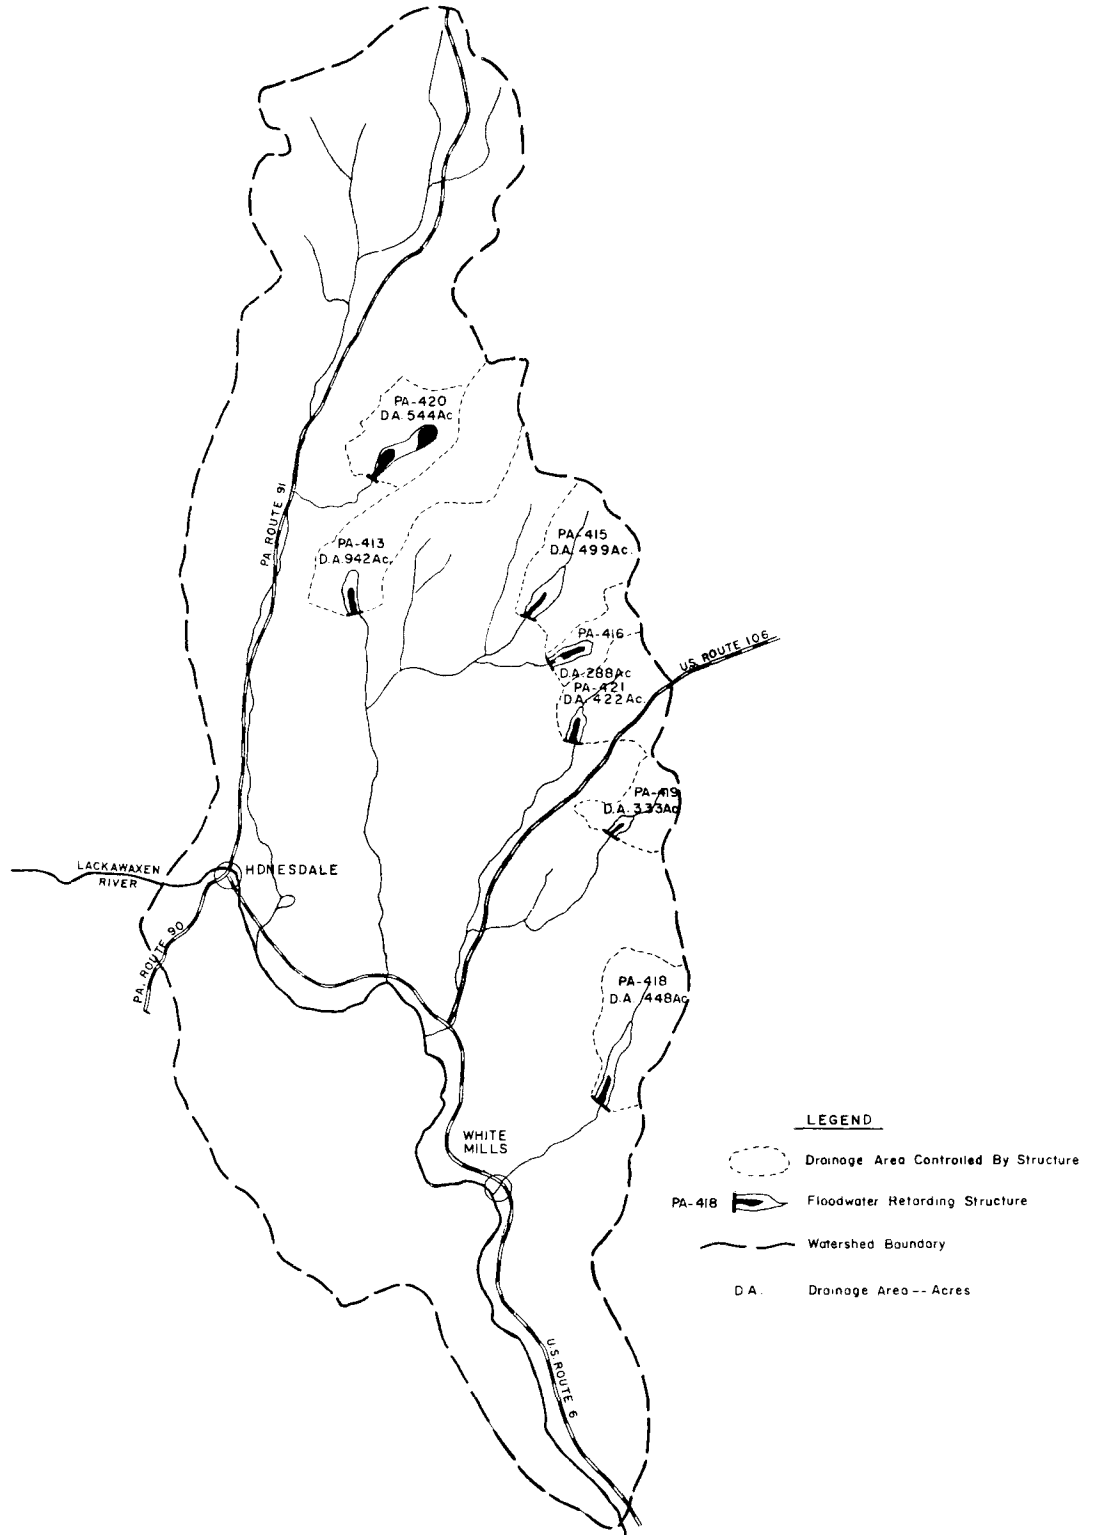 PA-420
D.A. 544Ac
PA ROUTE 91
PA-413
D.A. 942Ac.
PA-415
D.A. 499Ac.
PA-416
D.A. 288Ac
PA-421
D.A. 422Ac.
U.S. ROUTE 106
PA-419
D.A. 333Ac
LACKAWAXEN
RIVER
HONESDALE
PA. ROUTE 90
PA-418
D.A. 448Ac
WHITE
MILLS
U.S. ROUTE 6
LEGEND
Drainage Area Controlled By Structure
PA-418 Floodwater Retarding Structure
Watershed Boundary
D.A. Drainage Area -- Acres